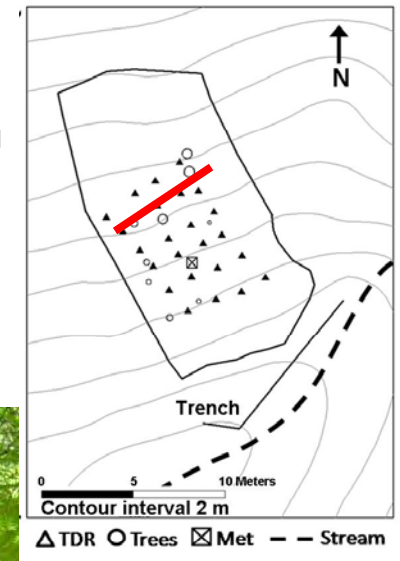 N
Trench
0 5 10 Meters
Contour interval 2 m
TDR Trees Met Stream